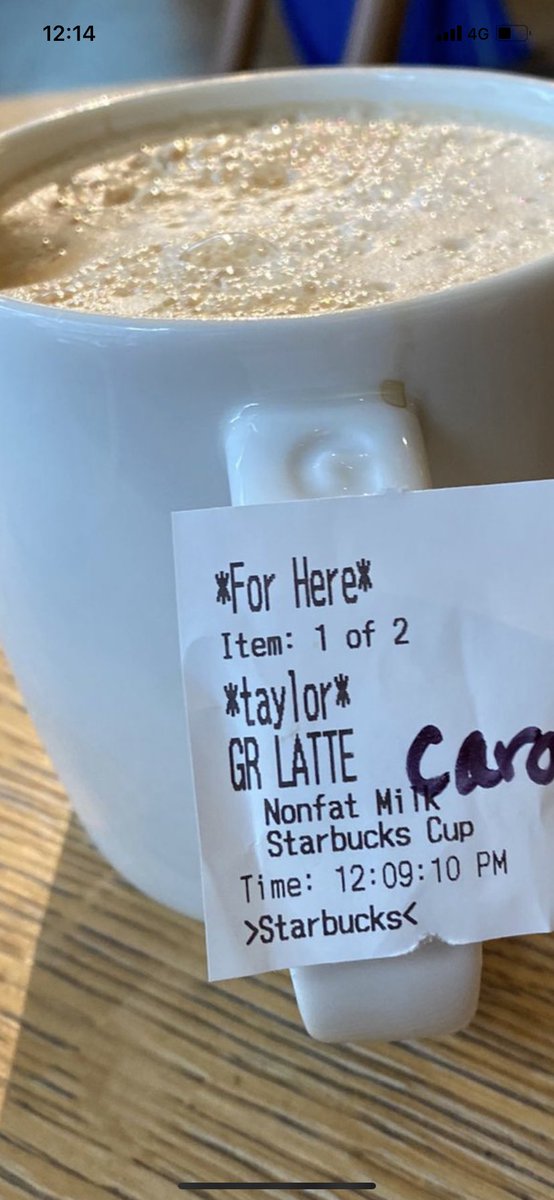 12:14
4G
*For Here*
Item: 1 of 2
*taylor*
GR LATTE
Nonfat Milk
Starbucks Cup
Time: 12:09:10 PM
>Starbucks<